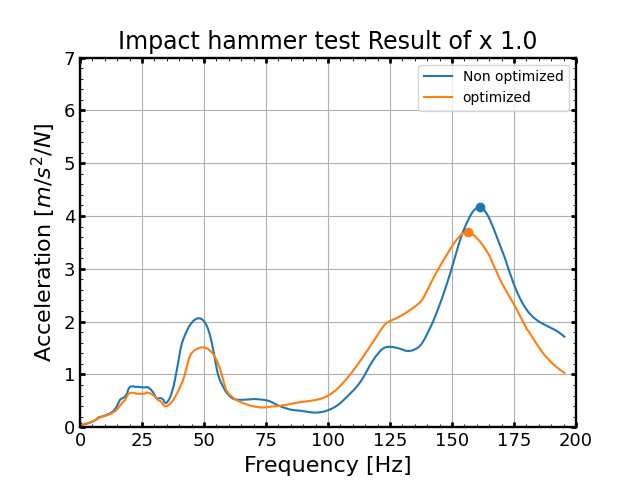 Impact hammer test Result of x 1.0
Acceleration [m/s²/N]
7
6
5
4
3
2
1
0
Non optimized
optimized
0 25 50 75 100 125 150 175 200
Frequency [Hz]